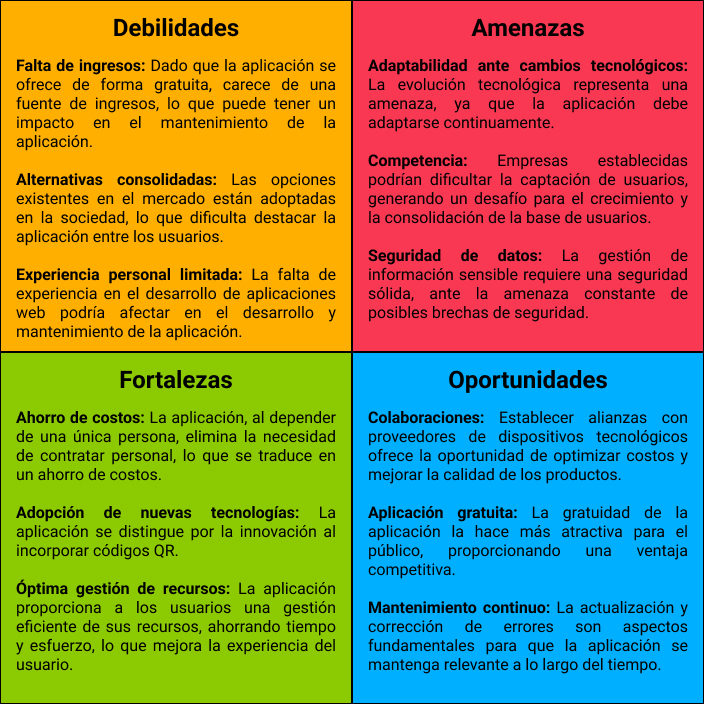 Debilidades
Falta de ingresos: Dado que la aplicación se
ofrece de forma gratuita, carece de una
fuente de ingresos, lo que puede tener un
impacto en el mantenimiento de la
aplicación.
Alternativas consolidadas: Las opciones
existentes en el mercado están adoptadas
en la sociedad, lo que dificulta destacar la
aplicación entre los usuarios.
Experiencia personal limitada: La falta de
experiencia en el desarrollo de aplicaciones
web podría afectar en el desarrollo y
mantenimiento de la aplicación.
Amenazas
Adaptabilidad ante cambios tecnológicos:
La evolución tecnológica representa una
amenaza, ya que la aplicación debe
adaptarse continuamente.
Competencia: Empresas establecidas
podrían dificultar la captación de usuarios,
generando un desafío para el crecimiento y
la consolidación de la base de usuarios.
Seguridad de datos: La gestión de
información sensible requiere una seguridad
sólida, ante la amenaza constante de
posibles brechas de seguridad.
Fortalezas
Ahorro de costos: La aplicación, al depender
de una única persona, elimina la necesidad
de contratar personal, lo que se traduce en
un ahorro de costos.
Adopción de nuevas tecnologías: La
aplicación se distingue por la innovación al
incorporar códigos QR.
Óptima gestión de recursos: La aplicación
proporciona a los usuarios una gestión
eficiente de sus recursos, ahorrando tiempo
y esfuerzo, lo que mejora la experiencia del
usuario.
Oportunidades
Colaboraciones: Establecer alianzas con
proveedores de dispositivos tecnológicos
ofrece la oportunidad de optimizar costos y
mejorar la calidad de los productos.
Aplicación gratuita: La gratuidad de la
aplicación la hace más atractiva para el
público, proporcionando una ventaja
competitiva.
Mantenimiento continuo: La actualización y
corrección de errores son aspectos
fundamentales para que la aplicación se
mantenga relevante a lo largo del tiempo.